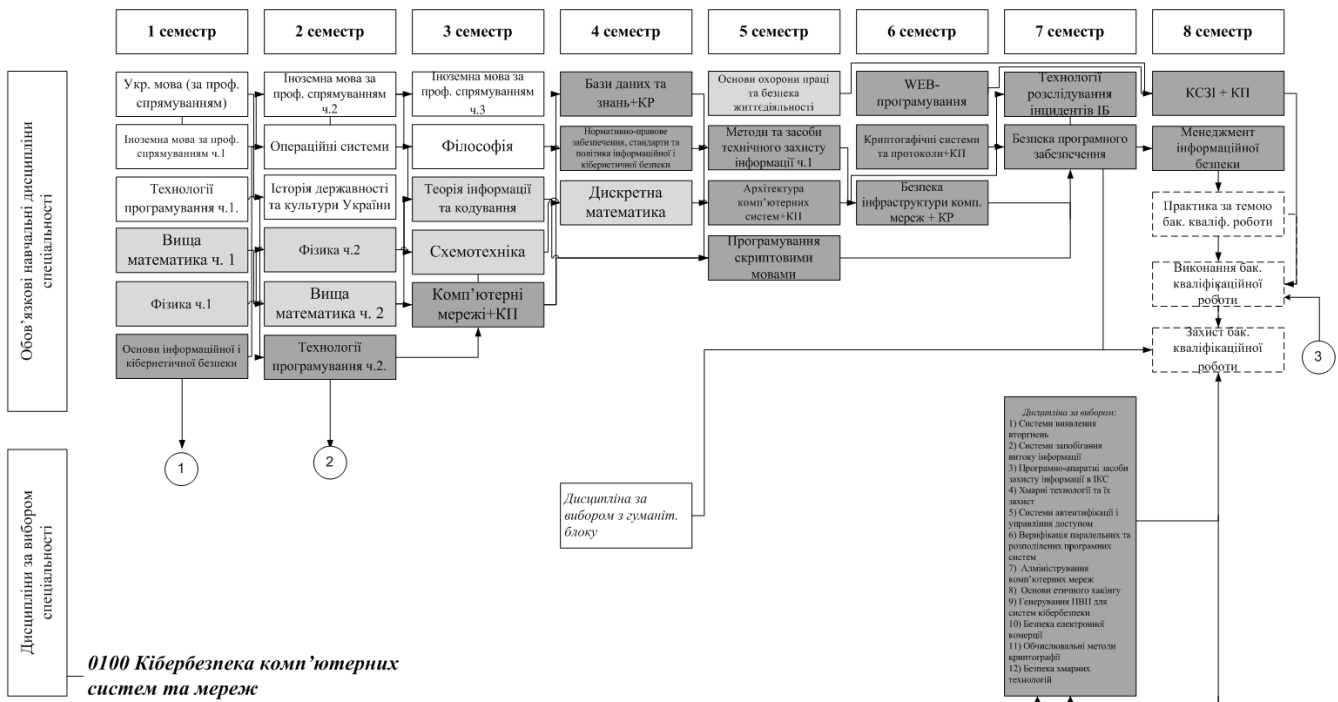 1 семестр
2 семестр
3 семестр
4 семестр
5 семестр
6 семестр
7 семестр
8 семестр
Обов’язкові навчальні дисципліни
спеціальності
Укр. мова (за проф.
спрямуванням)
Іноземна мова за проф.
спрямуванням ч.1
Технології
програмування ч.1.
Вища
математика ч. 1
Фізика ч.1
Основи інформаційної і
кібернетичної безпеки
1
Іноземна мова за
проф. спрямуванням
ч.2
Операційні системи
Історія державності
та культури України
Фізика ч.2
Вища
математика ч. 2
Технології
програмування ч.2.
2
Іноземна мова за
проф. спрямуванням
ч.3
Філософія
Теорія інформації
та кодування
Схемотехніка
Комп’ютерні
мережі+КП
Бази даних та
знань+КР
Нормативно-правове
забезпечення, стандарти та
політика інформаційної і
кібернетичної безпеки
Дискретна
математика
Основи охорони праці
та безпека
життєдіяльності
Методи та засоби
технічного захисту
інформації ч.1
Архітектура
комп’ютерних
систем+КП
Програмування
скриптовими
мовами
WEB-
програмування
Криптогафічні системи
та протоколи+КП
Безпека
інфраструктури комп.
мереж + КР
Технології
розслідування
інцидентів ІБ
Безпека програмного
забезпечення
КСЗІ + КП
Менеджмент
інформаційної
безпеки
Практика за темою
бак. кваліф. роботи
Виконання бак.
кваліфікаційної
роботи
Захист бак.
кваліфікаційної
роботи
3
Дисципліни за вибором
спеціальності
Дисципліна за
вибором з гуманіт.
блоку
Дисципліна за вибором:
1) Системи виявлення
вторгнень
2) Системи запобігання
витоку інформації
3) Програмно-апаратні засоби
захисту інформації в ІКС
4) Хмарні технології та їх
захист
5) Системи автентифікації і
управління доступом
6) Верифікація паралельних та
розподілених програмних
систем
7) Адміністрування
комп’ютерних мереж
8) Основи етичного хакінгу
9) Генерування ПВП для
систем кібербезпеки
10) Безпека електронної
комерції
11) Обчислювальні методи
криптографії
12) Безпека хмарних
технологій
0100 Кібербезпека комп’ютерних
систем та мереж